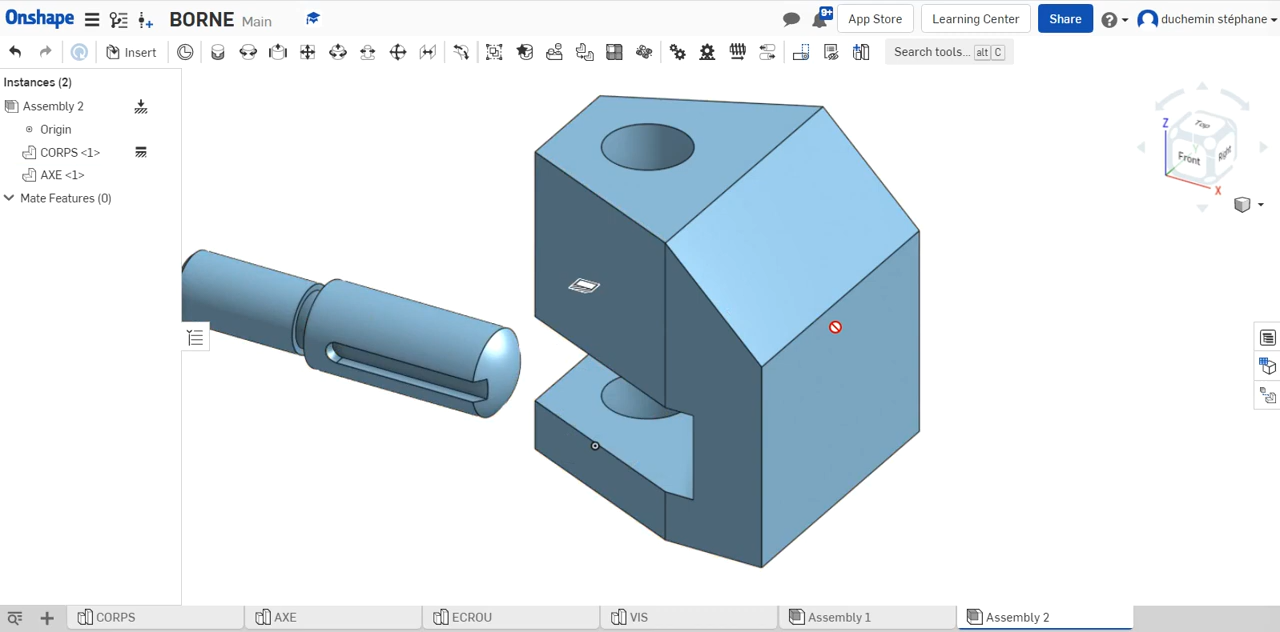 Onshape BORNE Main App Store Learning Center Share duchemin stéphane
9+
Insert Search tools... alt C
Instances (2)
Assembly 2
Origin
CORPS <1>
AXE <1>
Mate Features (0)
Z Top Y Front Right X
CORPS AXE ECROU VIS Assembly 1 Assembly 2